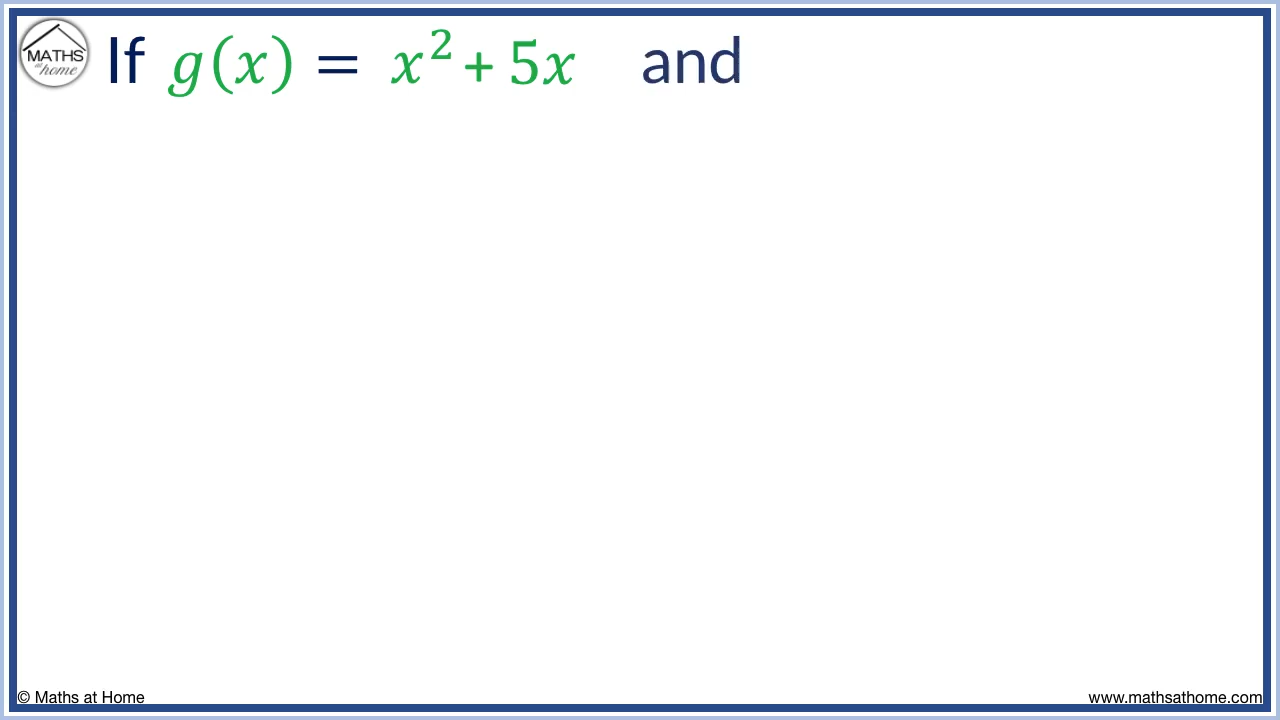 MATHS
at
home
If g(x) = x² + 5x and
© Maths at Home
www.mathsathome.com